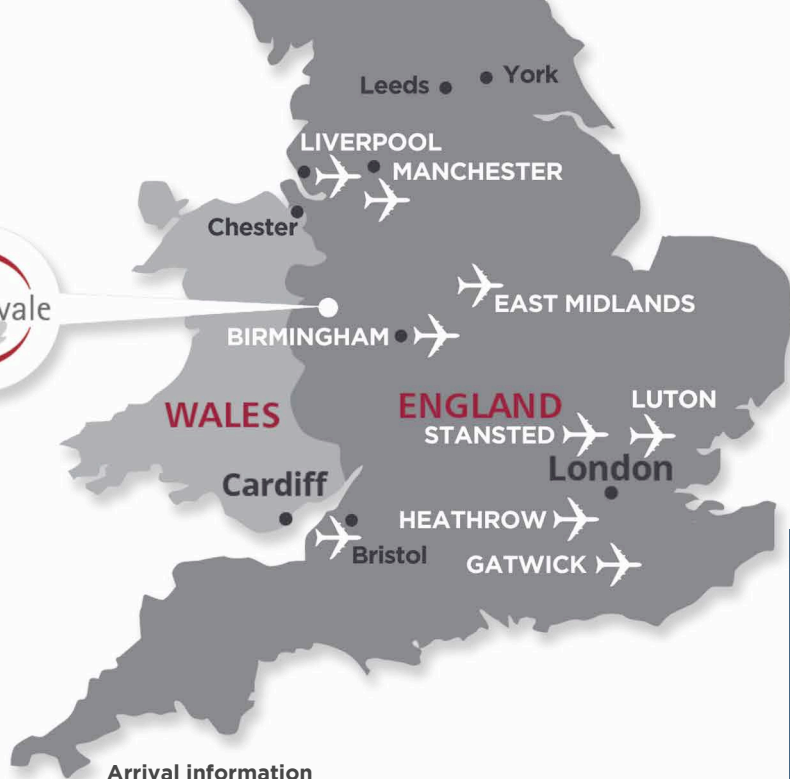 Leeds
York
LIVERPOOL
MANCHESTER
Chester
EAST MIDLANDS
vale
BIRMINGHAM
WALES
ENGLAND
LUTON
STANSTED
London
Cardiff
HEATHROW
Bristol
GATWICK
Arrival information